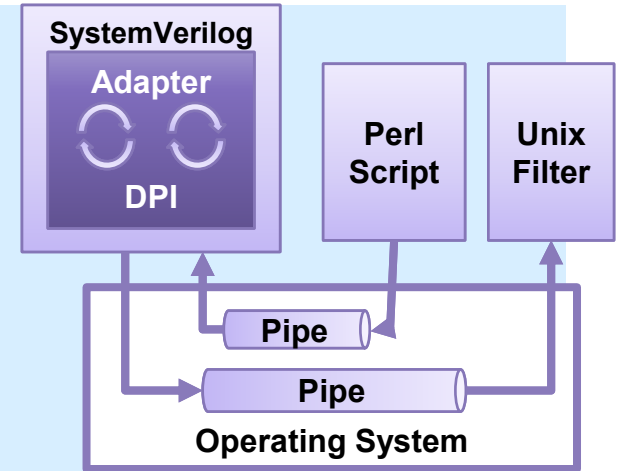 SystemVerilog
Adapter
DPI
Perl
Script
Unix
Filter
Pipe
Pipe
Operating System